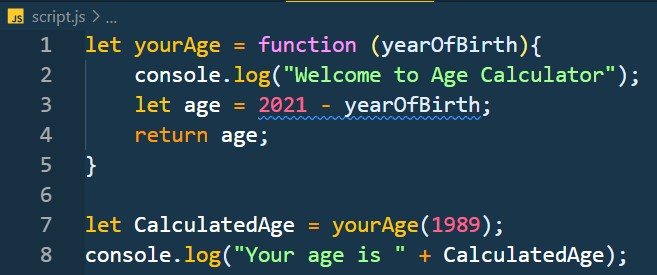 JS script.js > ...
1 let yourAge = function (yearOfBirth){
2     console.log("Welcome to Age Calculator");
3     let age = 2021 - yearOfBirth;
4     return age;
5 }
6
7 let CalculatedAge = yourAge(1989);
8 console.log("Your age is " + CalculatedAge);